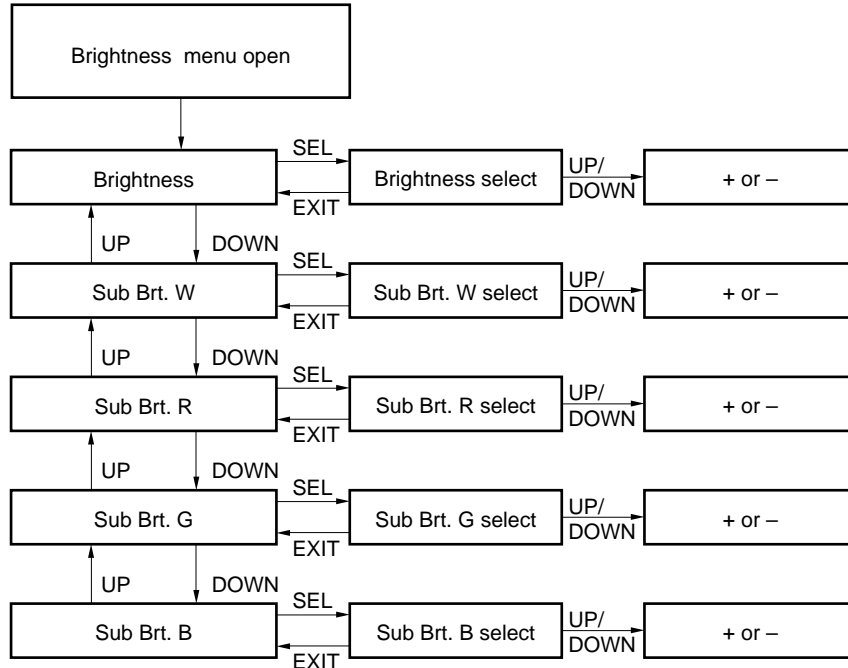 Brightness menu open
SEL
UP/
Brightness
Brightness select
+ or –
EXIT
DOWN
UP
DOWN
SEL
UP/
Sub Brt. W
Sub Brt. W select
+ or –
EXIT
DOWN
UP
DOWN
SEL
UP/
Sub Brt. R
Sub Brt. R select
+ or –
EXIT
DOWN
UP
DOWN
SEL
UP/
Sub Brt. G
Sub Brt. G select
+ or –
EXIT
DOWN
UP
DOWN
SEL
UP/
Sub Brt. B
Sub Brt. B select
+ or –
EXIT
DOWN